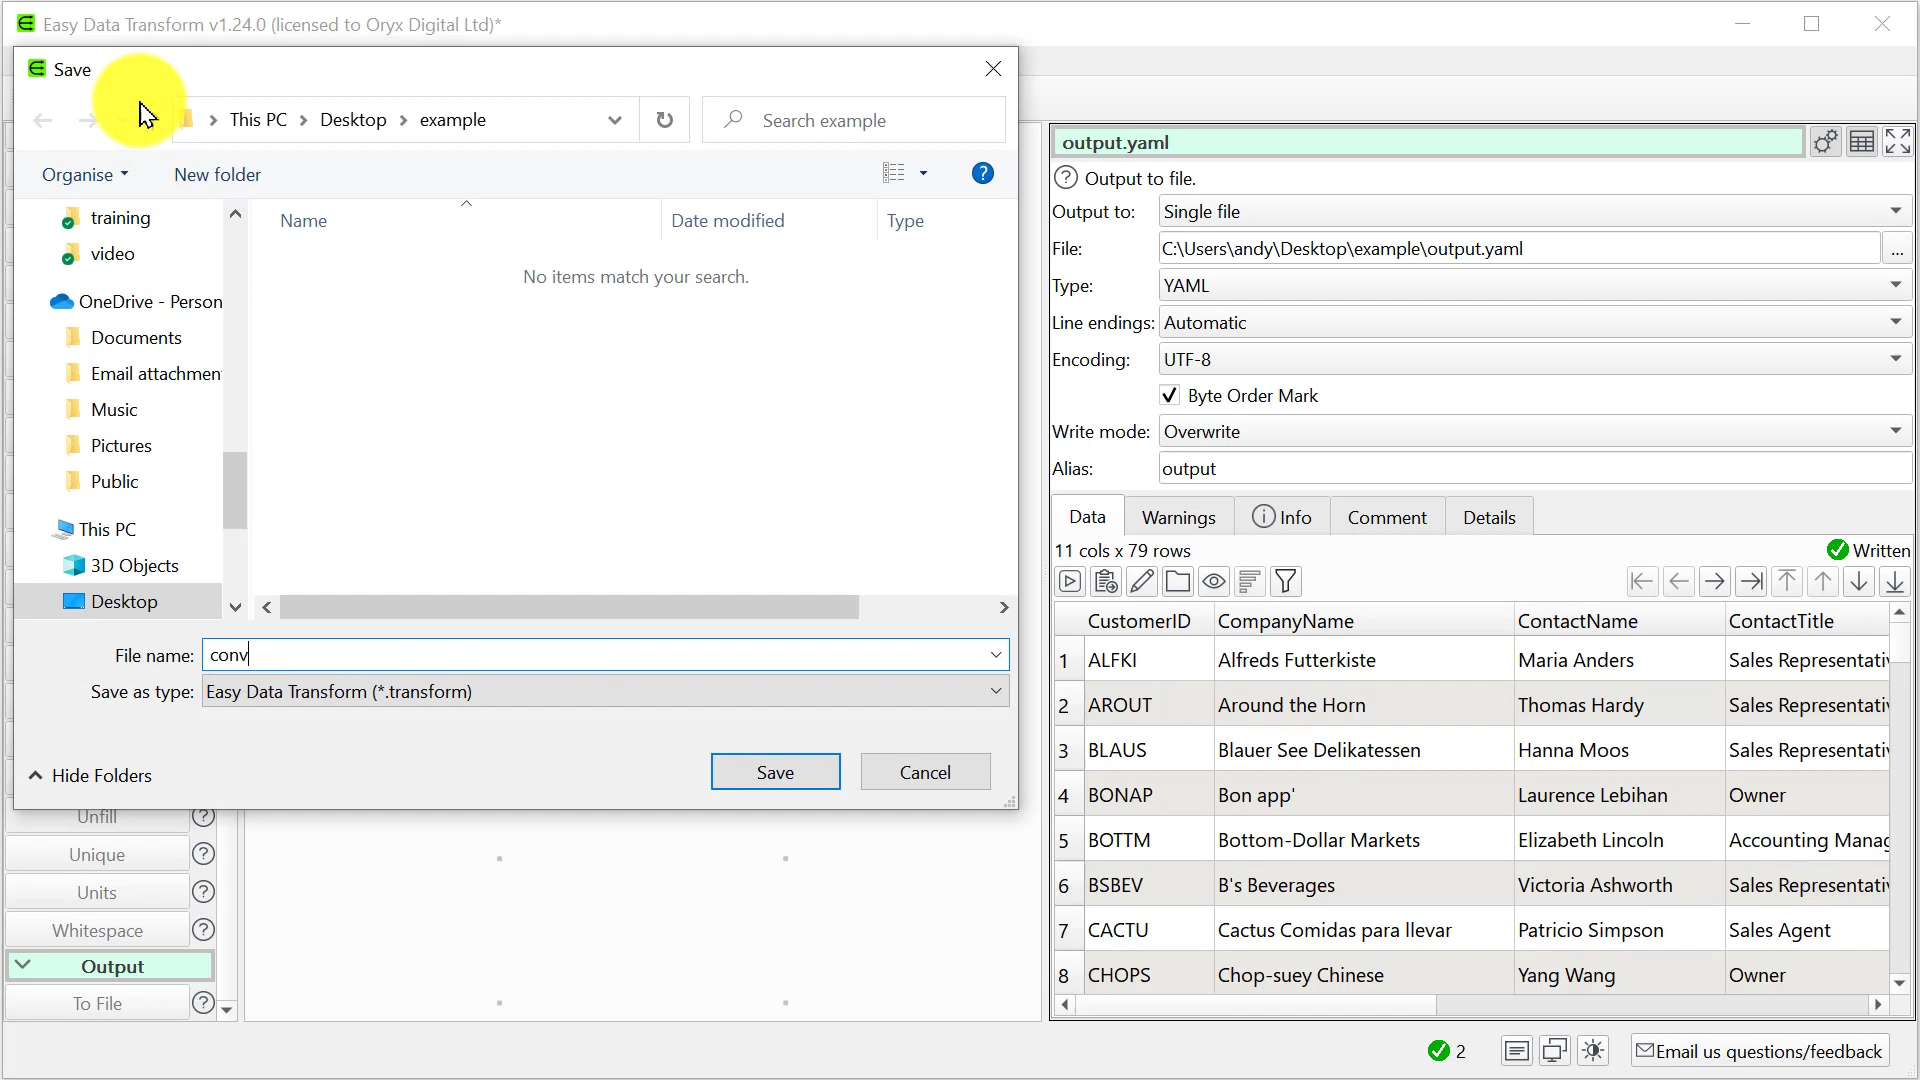 Easy Data Transform v1.24.0 (licensed to Oryx Digital Ltd)*
Save
This PC
Desktop
example
Search example
Organise
New folder
training
video
OneDrive - Person
Documents
Email attachmen
Music
Pictures
Public
This PC
3D Objects
Desktop
Name
Date modified
Type
No items match your search.
File name: conv
Save as type: Easy Data Transform (*.transform)
Hide Folders
Save
Cancel
Unfill
Unique
Units
Whitespace
Output
To File
output.yaml
Output to file.
Output to: Single file
File: C:\Users\andy\Desktop\example\output.yaml
...
Type: YAML
Line endings: Automatic
Encoding: UTF-8
Byte Order Mark
Write mode: Overwrite
Alias: output
Data
Warnings
Info
Comment
Details
11 cols x 79 rows
Written
CustomerID CompanyName ContactName ContactTitle
1 ALFKI Alfreds Futterkiste Maria Anders Sales Representativ
2 AROUT Around the Horn Thomas Hardy Sales Representativ
3 BLAUS Blauer See Delikatessen Hanna Moos Sales Representativ
4 BONAP Bon app' Laurence Lebihan Owner
5 BOTTM Bottom-Dollar Markets Elizabeth Lincoln Accounting Manag
6 BSBEV B's Beverages Victoria Ashworth Sales Representativ
7 CACTU Cactus Comidas para llevar Patricio Simpson Sales Agent
8 CHOPS Chop-suey Chinese Yang Wang Owner
2
Email us questions/feedback